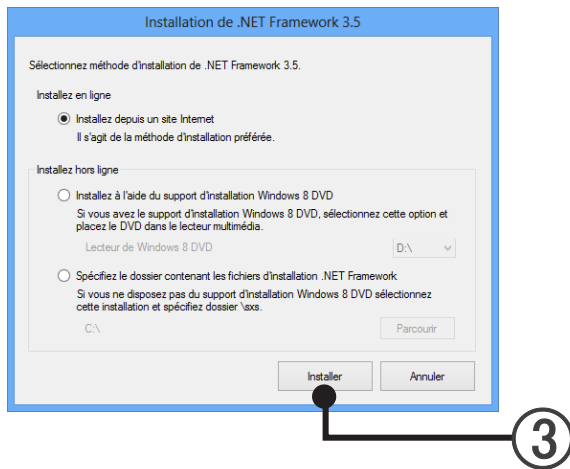 Installation de .NET Framework 3.5
Sélectionnez méthode d'installation de .NET Framework 3.5.
Installez en ligne
Installez depuis un site Internet
Il s'agit de la méthode d'installation préférée.
Installez hors ligne
Installez à l'aide du support d'installation Windows 8 DVD
Si vous avez le support d'installation Windows 8 DVD, sélectionnez cette option et
placez le DVD dans le lecteur multimédia.
Lecteur de Windows 8 DVD D:\
Spécifiez le dossier contenant les fichiers d'installation .NET Framework
Si vous ne disposez pas du support d'installation Windows 8 DVD sélectionnez
cette installation et spécifiez dossier \sxs.
C:\ Parcourir
Installer Annuler
3